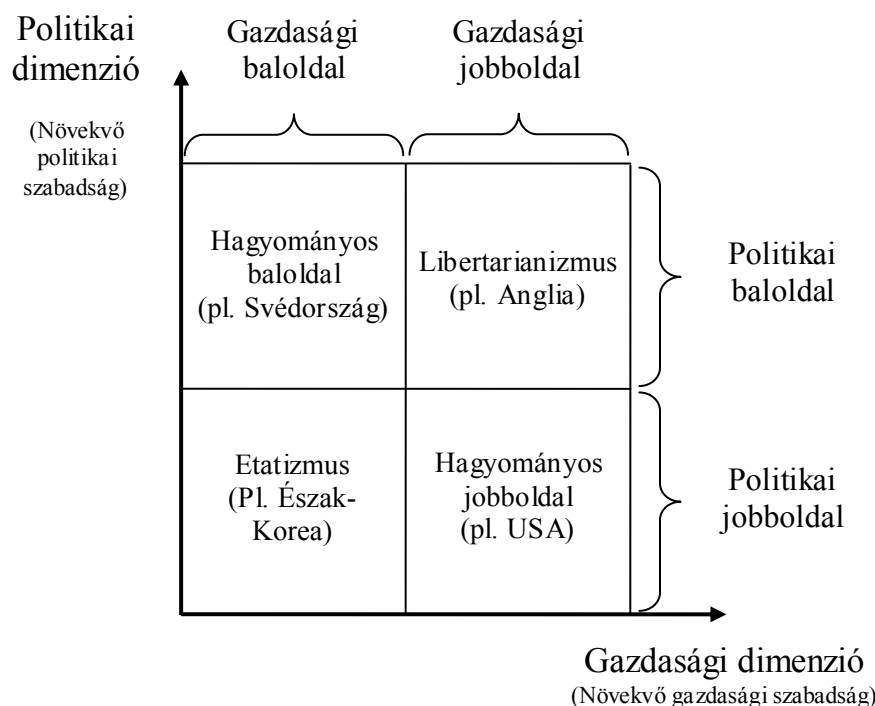 Politikai
dimenzió
(Növekvő
politikai
szabadság)
Gazdasági
baloldal
Gazdasági
jobboldal
Hagyományos
baloldal
(pl. Svédország)
Libertarianizmus
(pl. Anglia)
Politikai
baloldal
Etatizmus
(Pl. Észak-
Korea)
Hagyományos
jobboldal
(pl. USA)
Politikai
jobboldal
Gazdasági dimenzió
(Növekvő gazdasági szabadság)